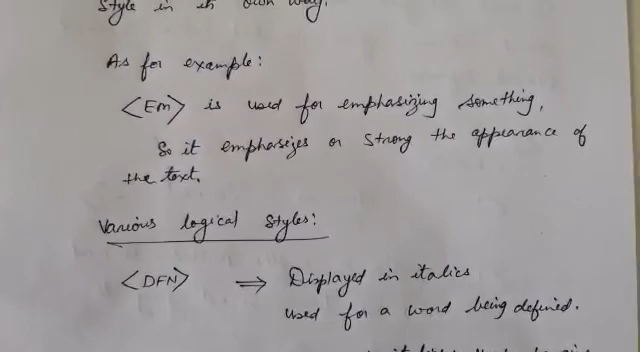 style in its own way.
As for example:
<EM> is used for emphasizing something,
So it emphasizes or strong the appearance of
the text.
Various logical styles:
<DFN> ⇒ Displayed in italics
used for a word being defined.